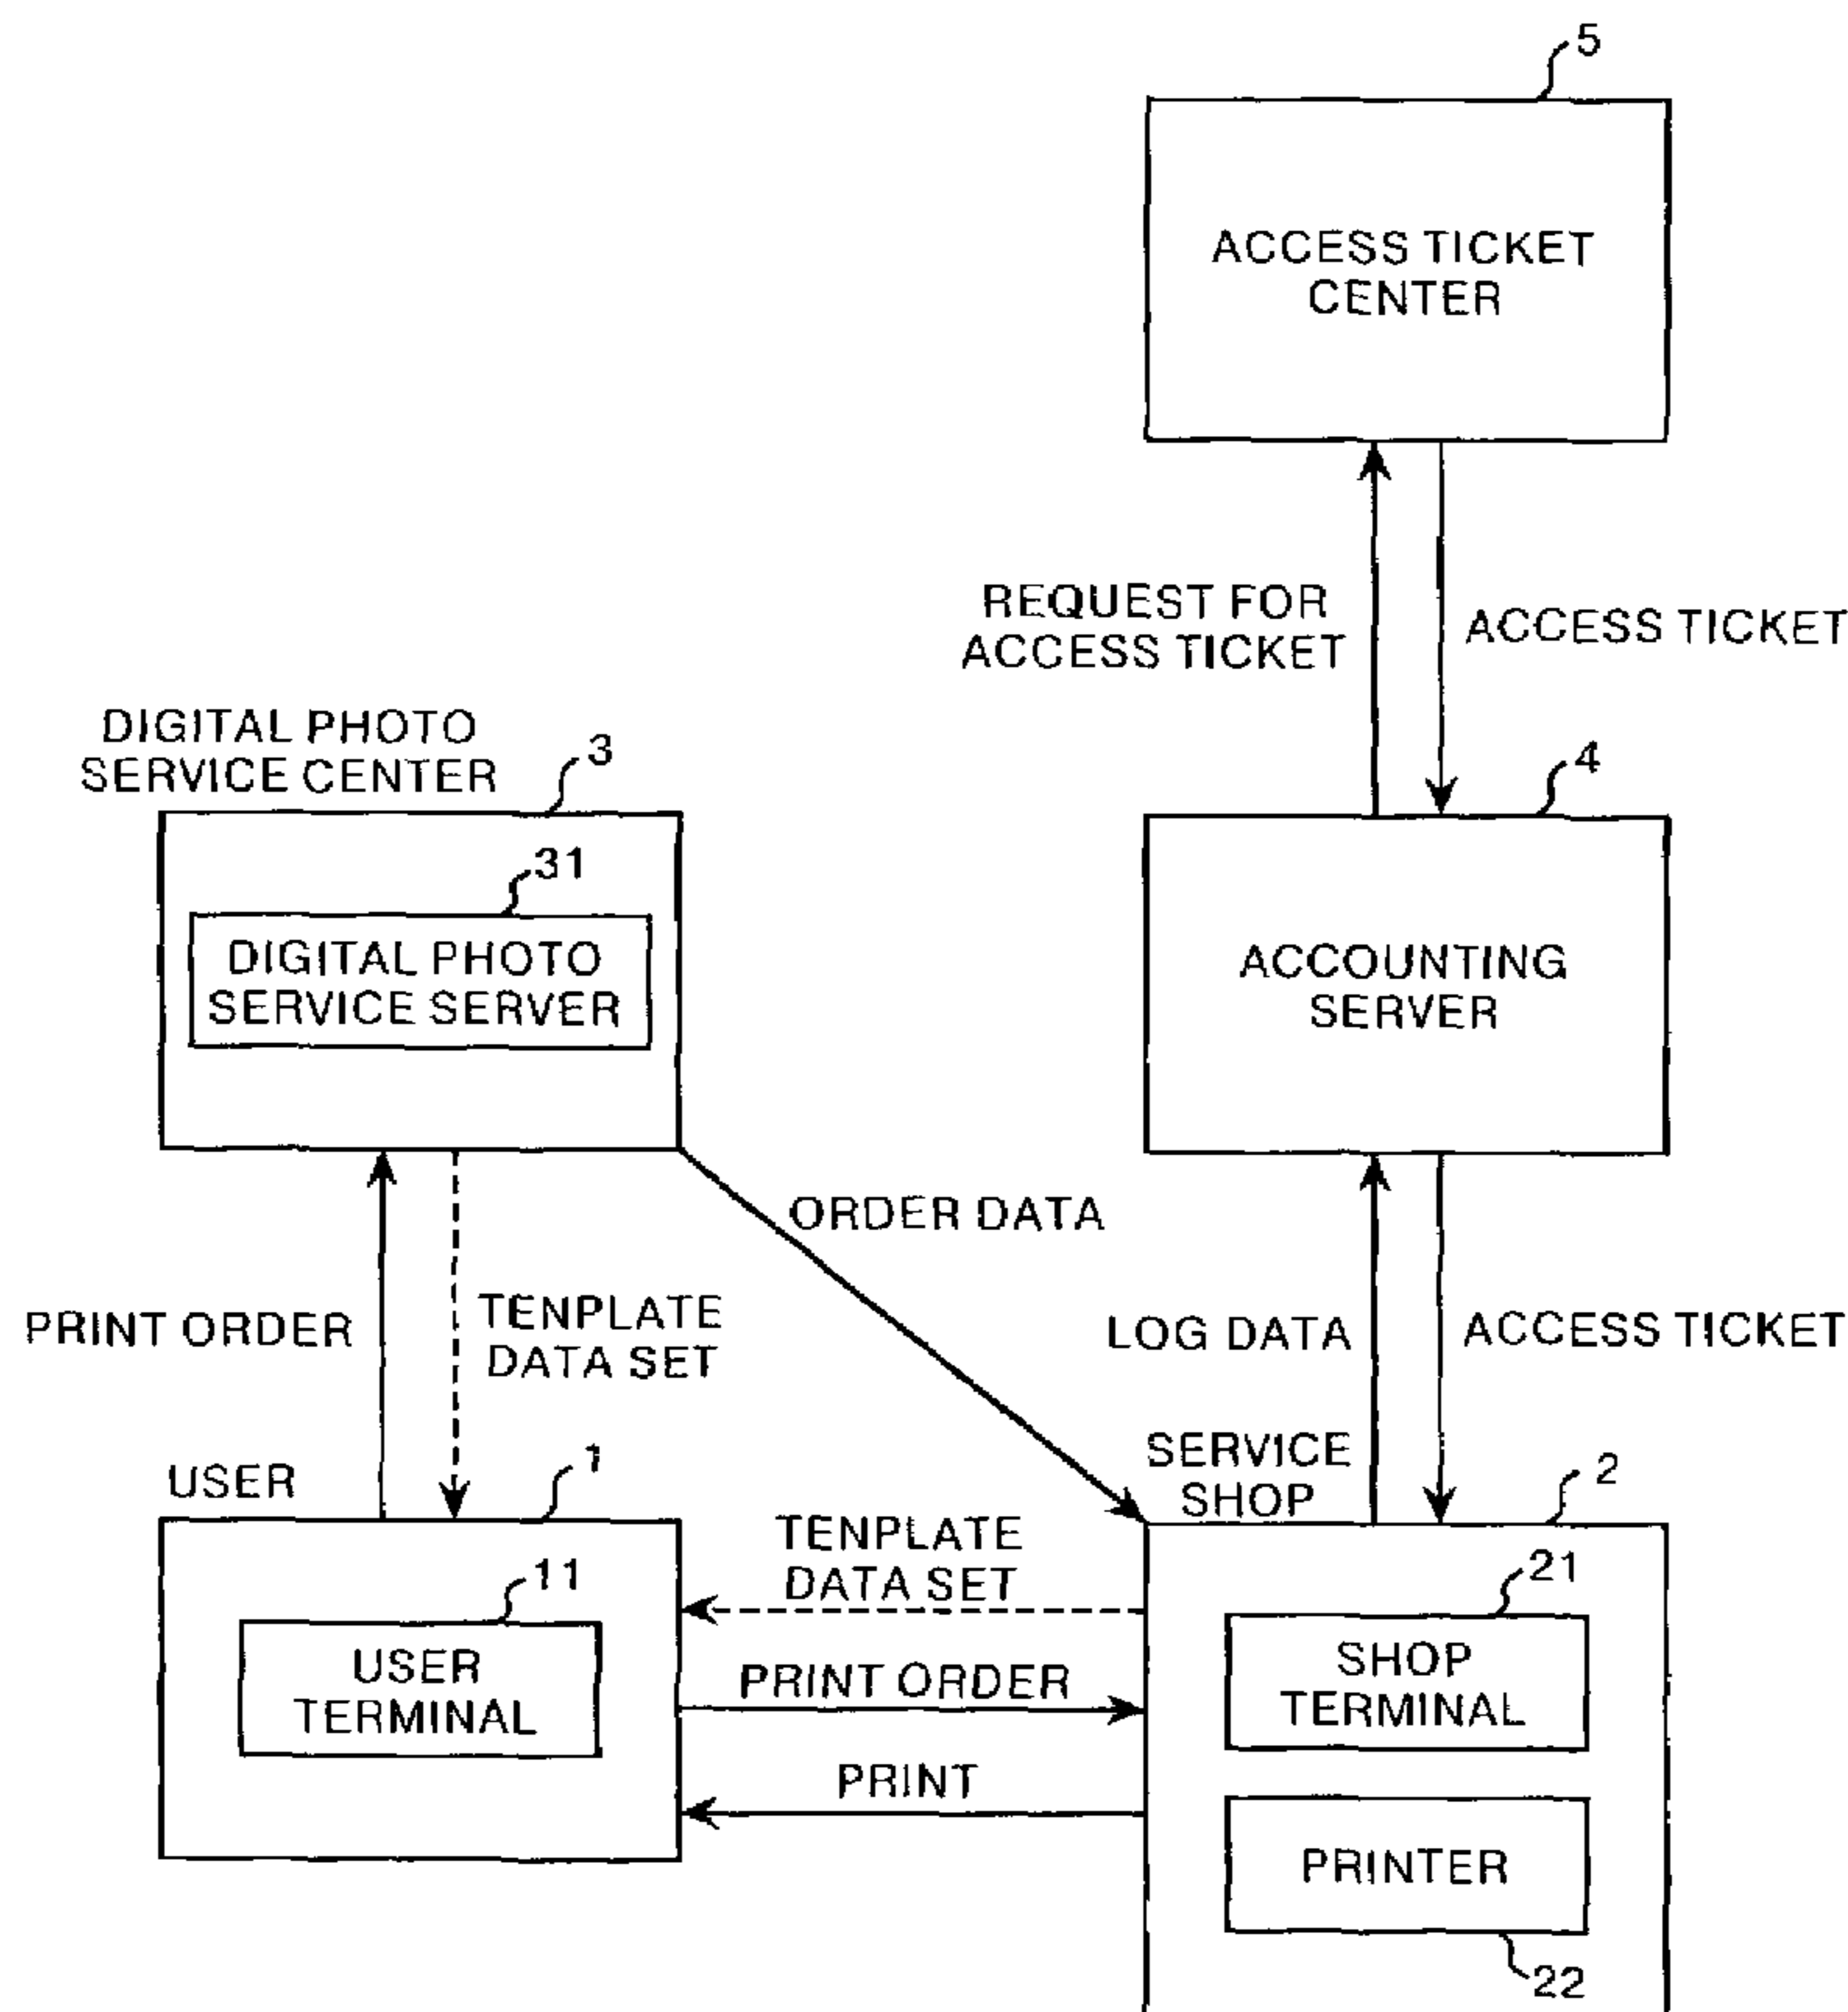 5
ACCESS TICKET
CENTER
REQUEST FOR
ACCESS TICKET
ACCESS TICKET
DIGITAL PHOTO
SERVICE CENTER
3
4
31
DIGITAL PHOTO
SERVICE SERVER
ACCOUNTING
SERVER
ORDER DATA
PRINT ORDER
TENPLATE
DATA SET
LOG DATA
ACCESS TICKET
USER
1
SERVICE
SHOP
2
TENPLATE
DATA SET
11
USER
TERMINAL
21
SHOP
TERMINAL
PRINT ORDER
PRINT
PRINTER
22